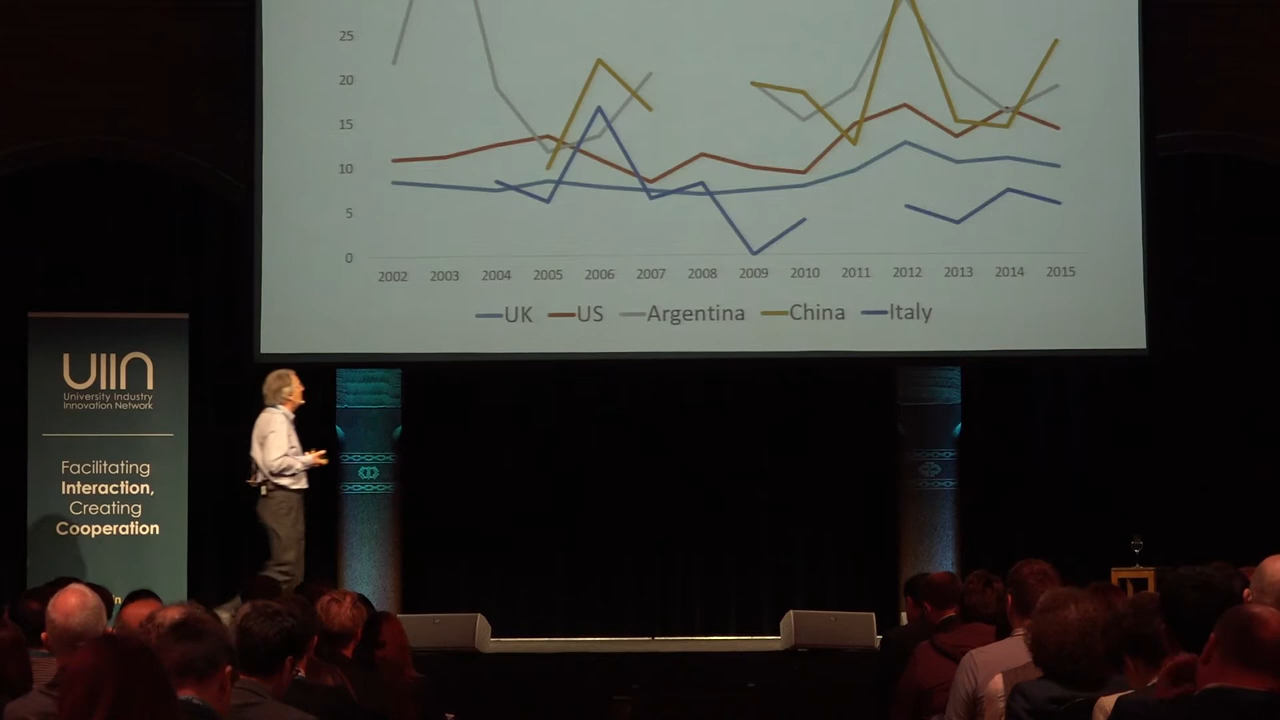 25
20
15
10
5
0
2002 2003 2004 2005 2006 2007 2008 2009 2010 2011 2012 2013 2014 2015
UK US Argentina China Italy
UIIN
University Industry
Innovation Network
Facilitating
Interaction,
Creating
Cooperation